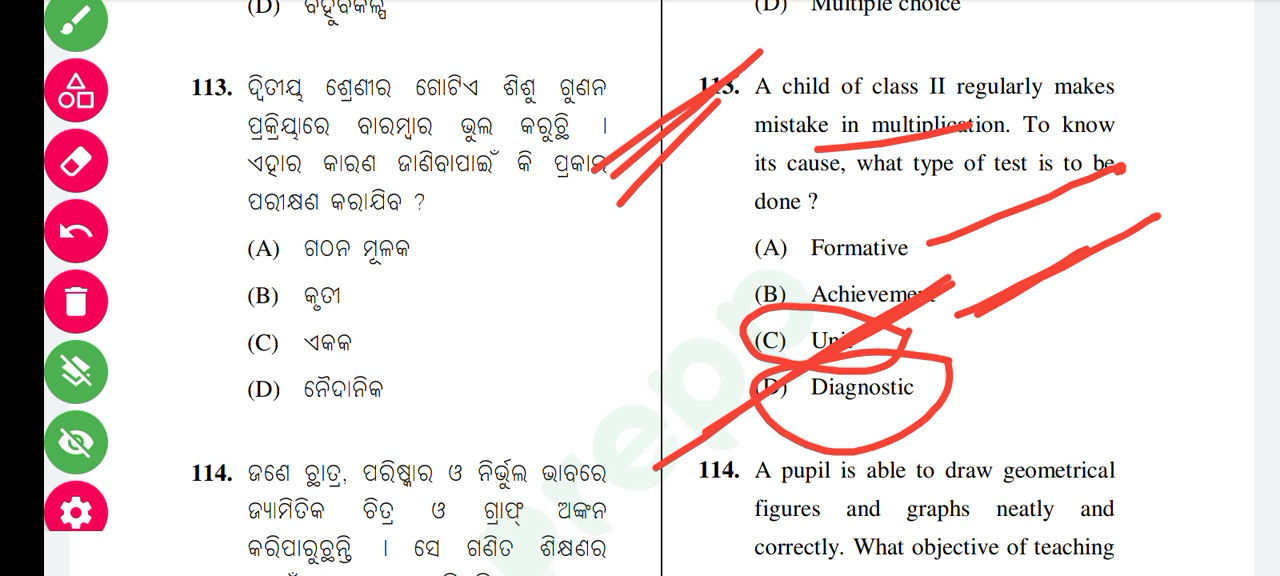 (D) ବହୁବିକଳ୍ପ
113. ଦ୍ୱିତୀୟ ଶ୍ରେଣୀର ଗୋଟିଏ ଶିଶୁ ଗୁଣନ
ପ୍ରକ୍ରିୟାରେ ବାରମ୍ବାର ଭୁଲ କରୁଛି ।
ଏହାର କାରଣ ଜାଣିବାପାଇଁ କି ପ୍ରକାର
ପରୀକ୍ଷଣ କରାଯିବ ?
(A) ଗଠନ ମୂଳକ
(B) କୃତୀ
(C) ଏକକ
(D) ନୈଦାନିକ
114. ଜଣେ ଛାତ୍ର, ପରିଷ୍କାର ଓ ନିର୍ଭୁଲ ଭାବରେ
ଜ୍ୟାମିତିକ ଚିତ୍ର ଓ ଗ୍ରାଫ୍ ଅଙ୍କନ
କରିପାରୁଛନ୍ତି । ସେ ଗଣିତ ଶିକ୍ଷଣର
(D) Multiple choice
113. A child of class II regularly makes
mistake in multiplication. To know
its cause, what type of test is to be
done ?
(A) Formative
(B) Achievement
(C) Unit
(D) Diagnostic
114. A pupil is able to draw geometrical
figures and graphs neatly and
correctly. What objective of teaching
prepp